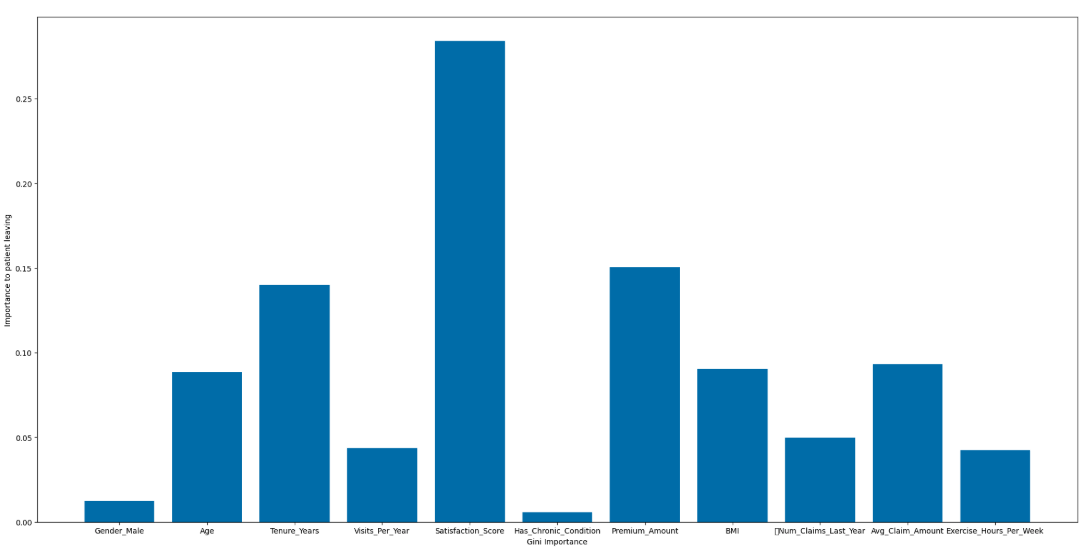 Importance to patient leaving
0.25
0.20
0.15
0.10
0.05
0.00
Gender_Male Age Tenure_Years Visits_Per_Year Satisfaction_Score Has_Chronic_Condition Premium_Amount BMI ▯Num_Claims_Last_Year Avg_Claim_Amount Exercise_Hours_Per_Week
Gini Importance